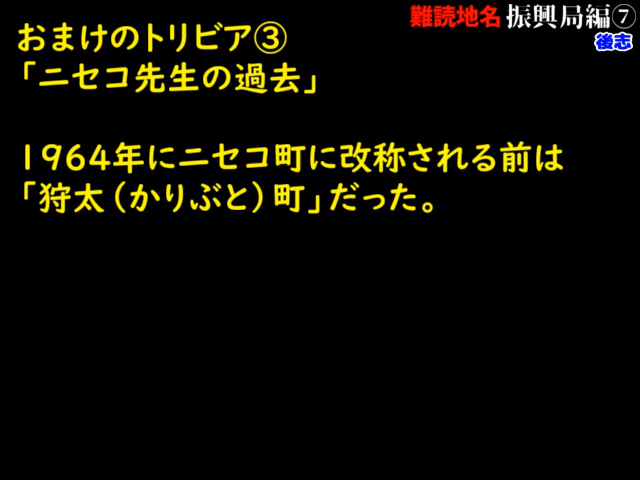 難読地名 振興局編⑦
後志
おまけのトリビア③
「ニセコ先生の過去」
1964年にニセコ町に改称される前は
「狩太(かりぶと)町」だった。